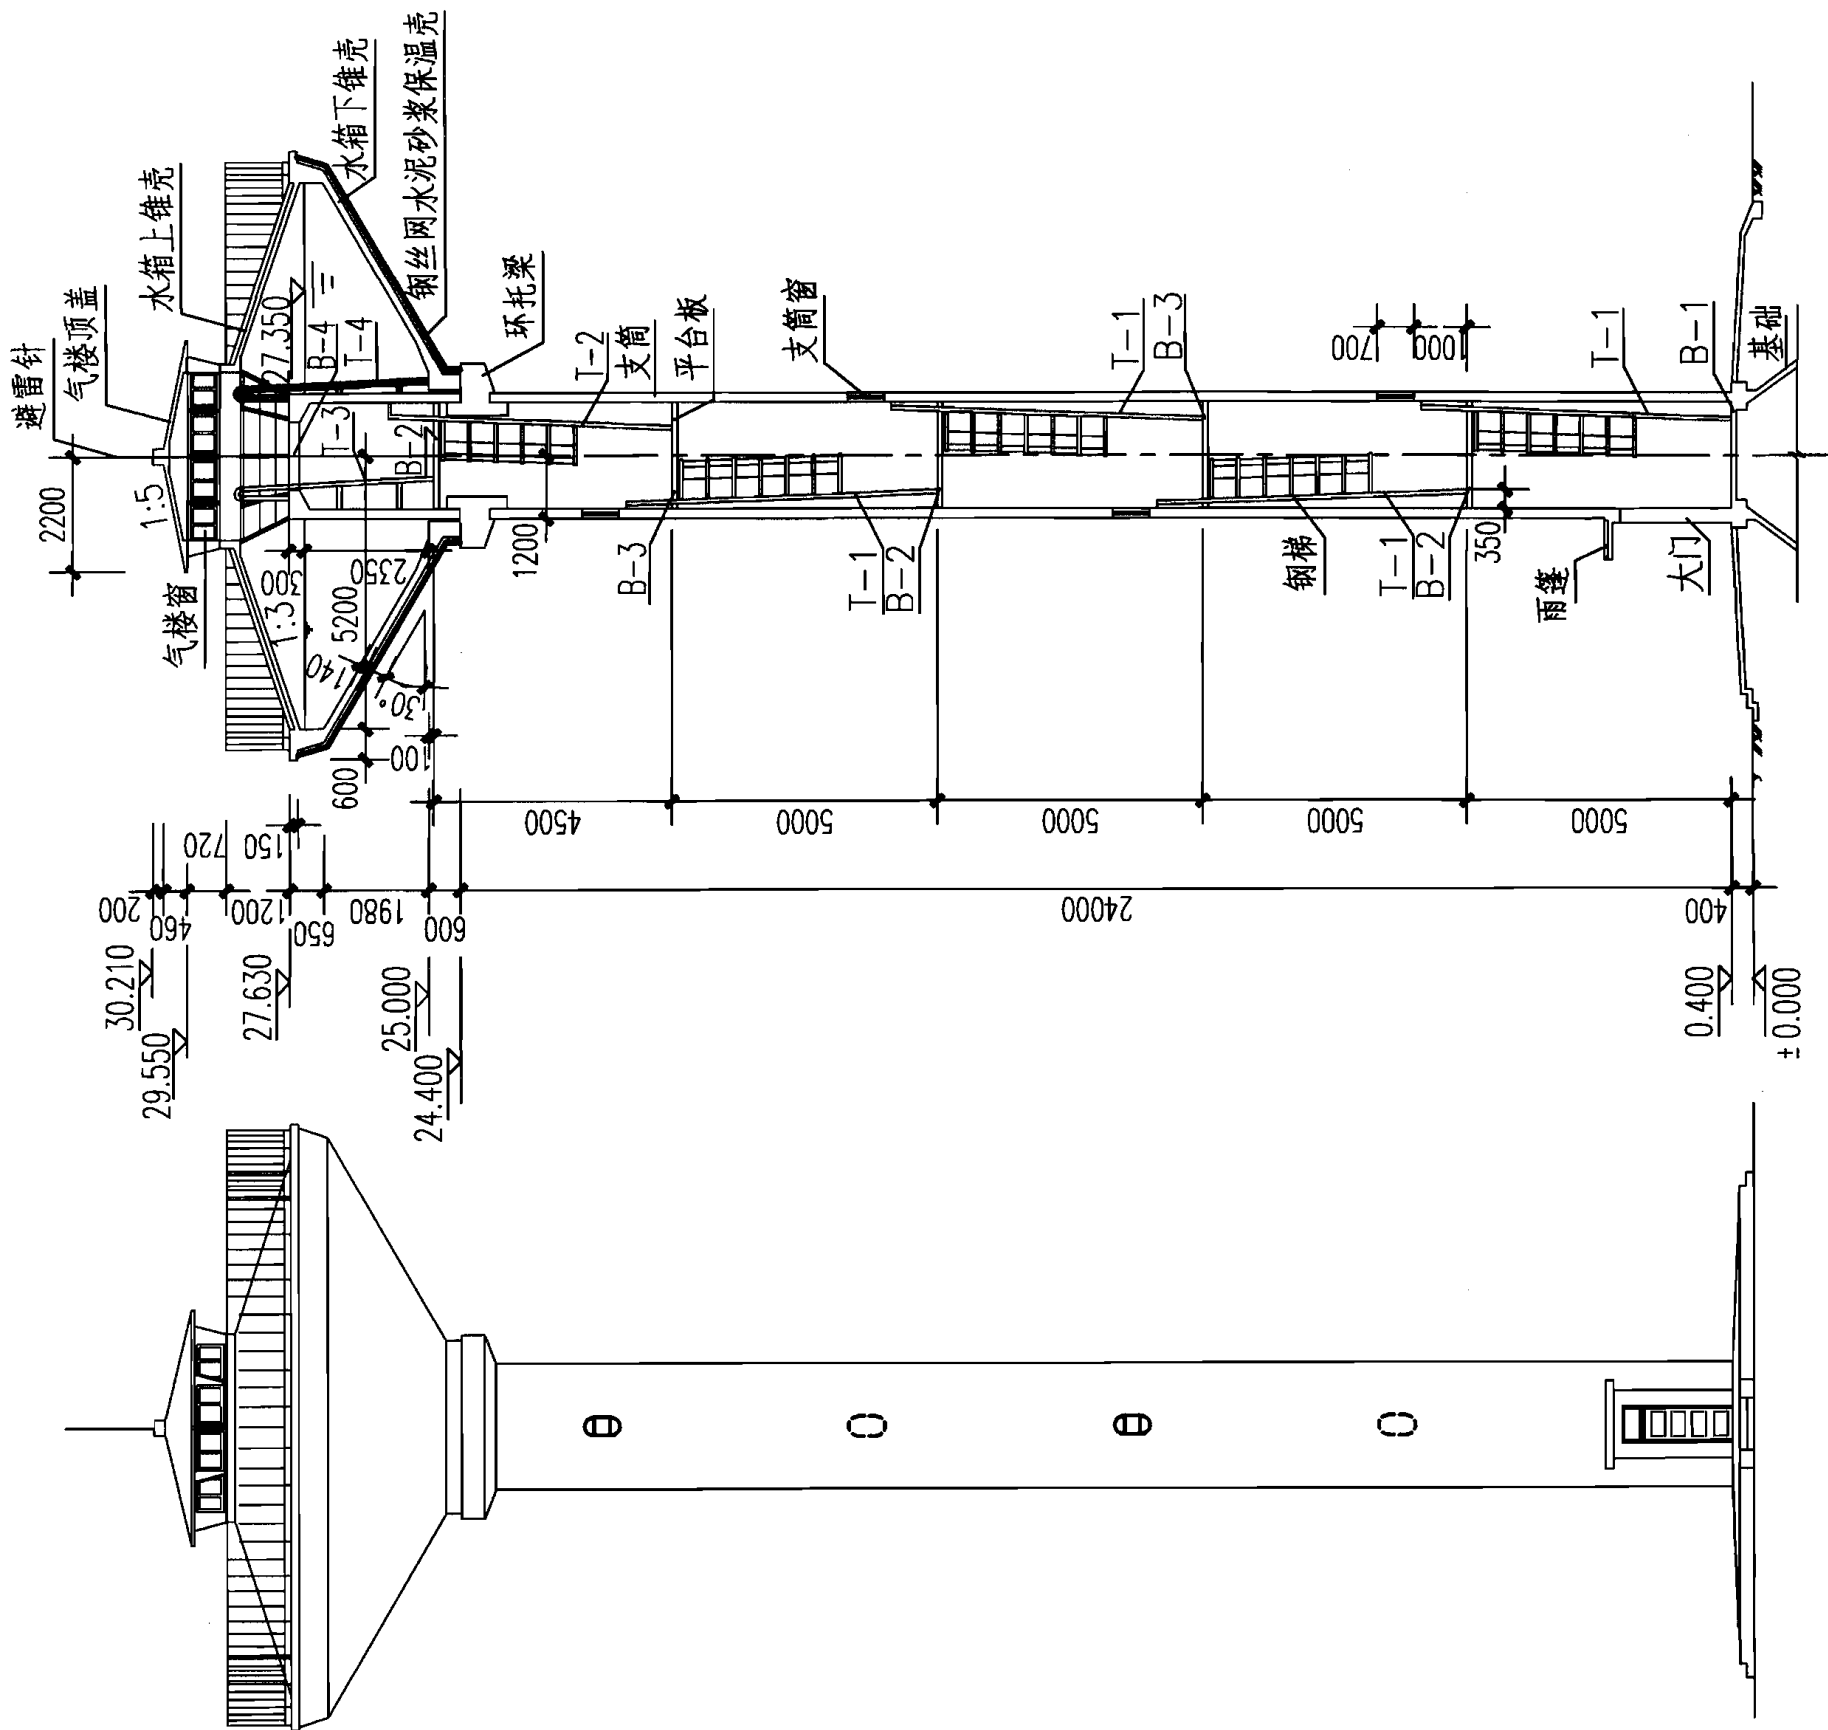 避雷针
气楼顶盖
水箱上锥壳
水箱下锥壳
钢丝网水泥砂浆保温壳
2200
1:5
气楼窗
27.350
B-4
T-4
T-3
B-2
300
1:3
2350
5200
140
30°
600
100
1200
环托梁
T-2
支筒
平台板
支筒窗
B-3
T-1
B-2
T-1
B-3
700
1000
钢梯
T-1
B-2
350
T-1
B-1
雨篷
大门
基础
150
4500
5000
5000
5000
5000
200
460
720
1200
650
1980
600
24000
400
30.210
29.550
27.630
25.000
24.400
0.400
±0.000